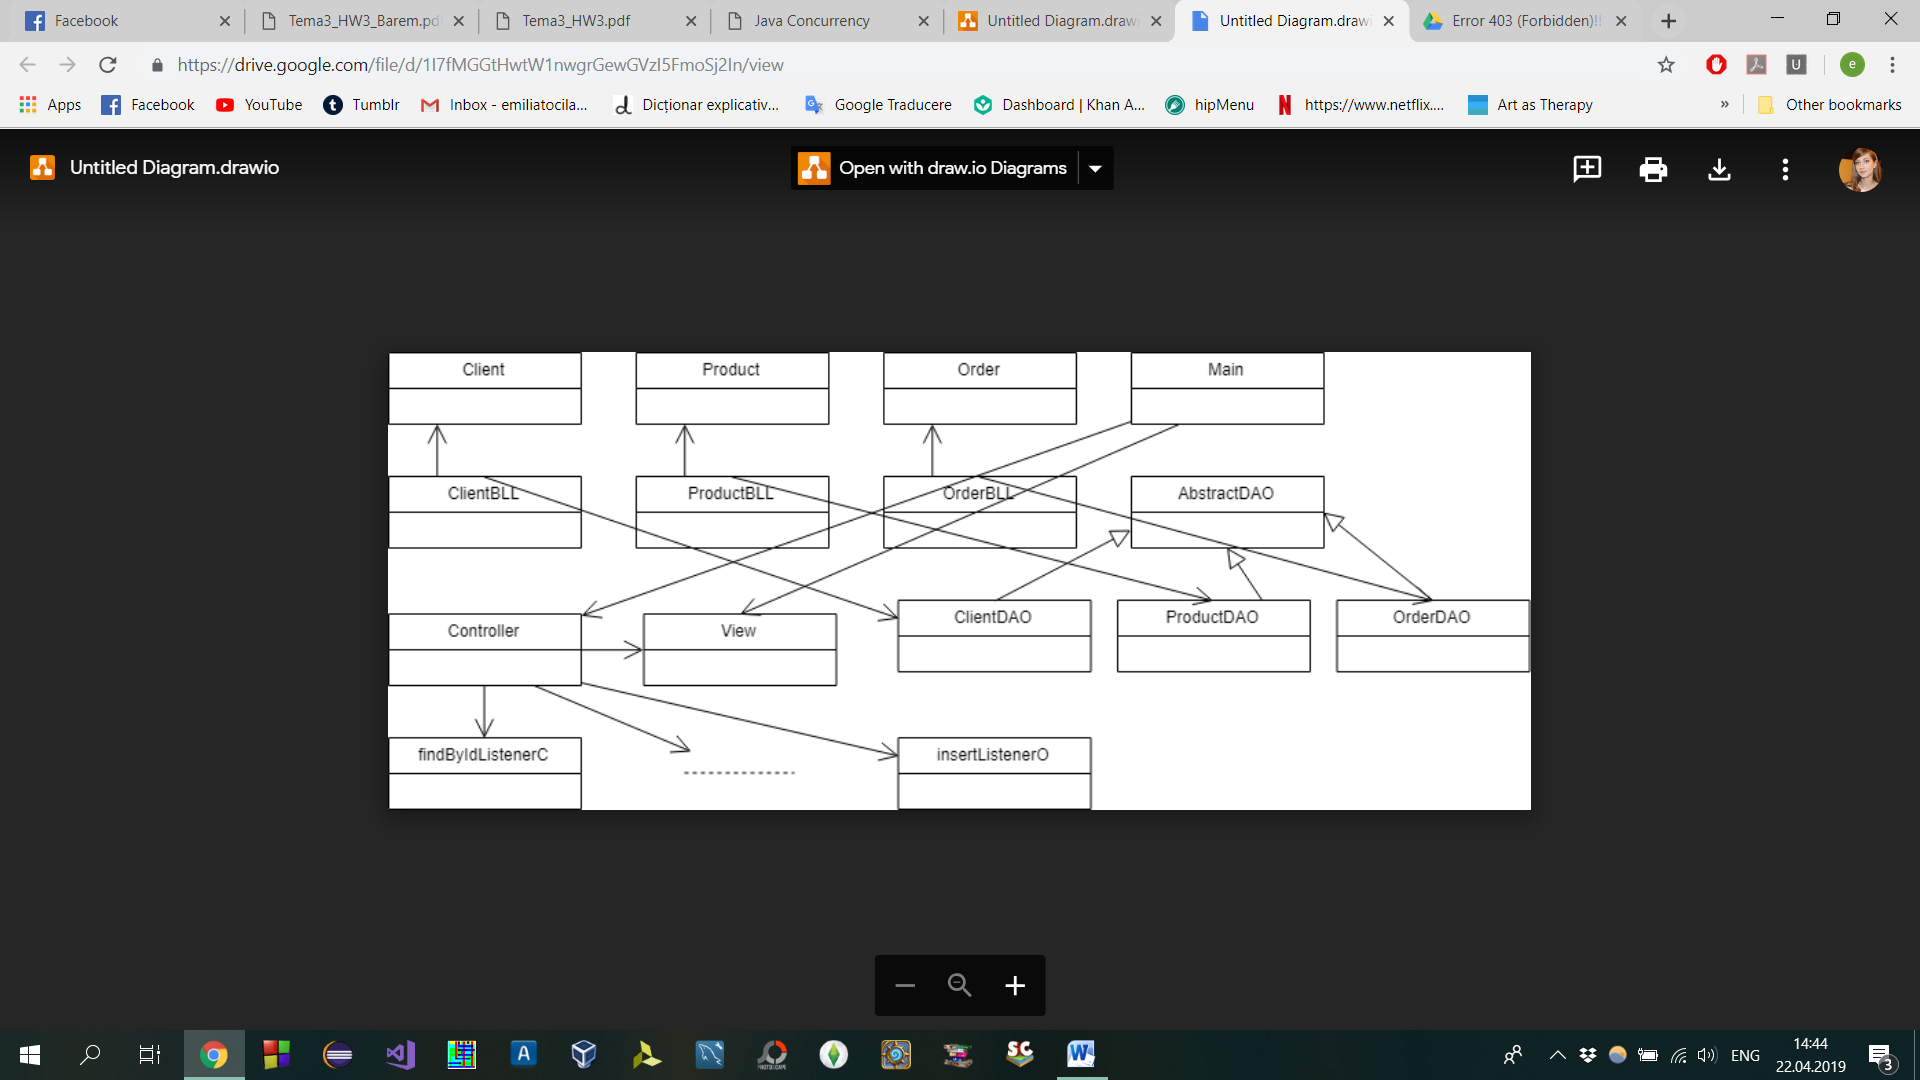 Facebook
Tema3_HW3_Barem.pd
Tema3_HW3.pdf
Java Concurrency
Untitled Diagram.draw
Untitled Diagram.draw
Error 403 (Forbidden)!!
https://drive.google.com/file/d/1I7fMGGtHwtW1nwgrGewGVzI5FmoSj2In/view
U
e
Apps
Facebook
YouTube
Tumblr
Inbox - emiliatocila...
Dicționar explicativ...
Google Traducere
Dashboard | Khan A...
hipMenu
https://www.netflix....
Art as Therapy
»
Other bookmarks
Untitled Diagram.drawio
Open with draw.io Diagrams
Client
Product
Order
Main
ClientBLL
ProductBLL
OrderBLL
AbstractDAO
Controller
View
ClientDAO
ProductDAO
OrderDAO
findByIdListenerC
insertListenerO
ENG
14:44
22.04.2019
3